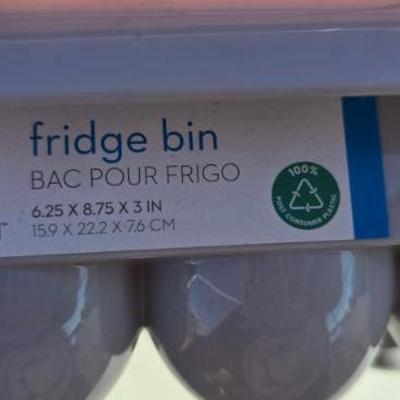 fridge bin
BAC POUR FRIGO
6.25 X 8.75 X 3 IN
15.9 X 22.2 X 7.6 CM
100%
POST CONSUMER PLASTIC